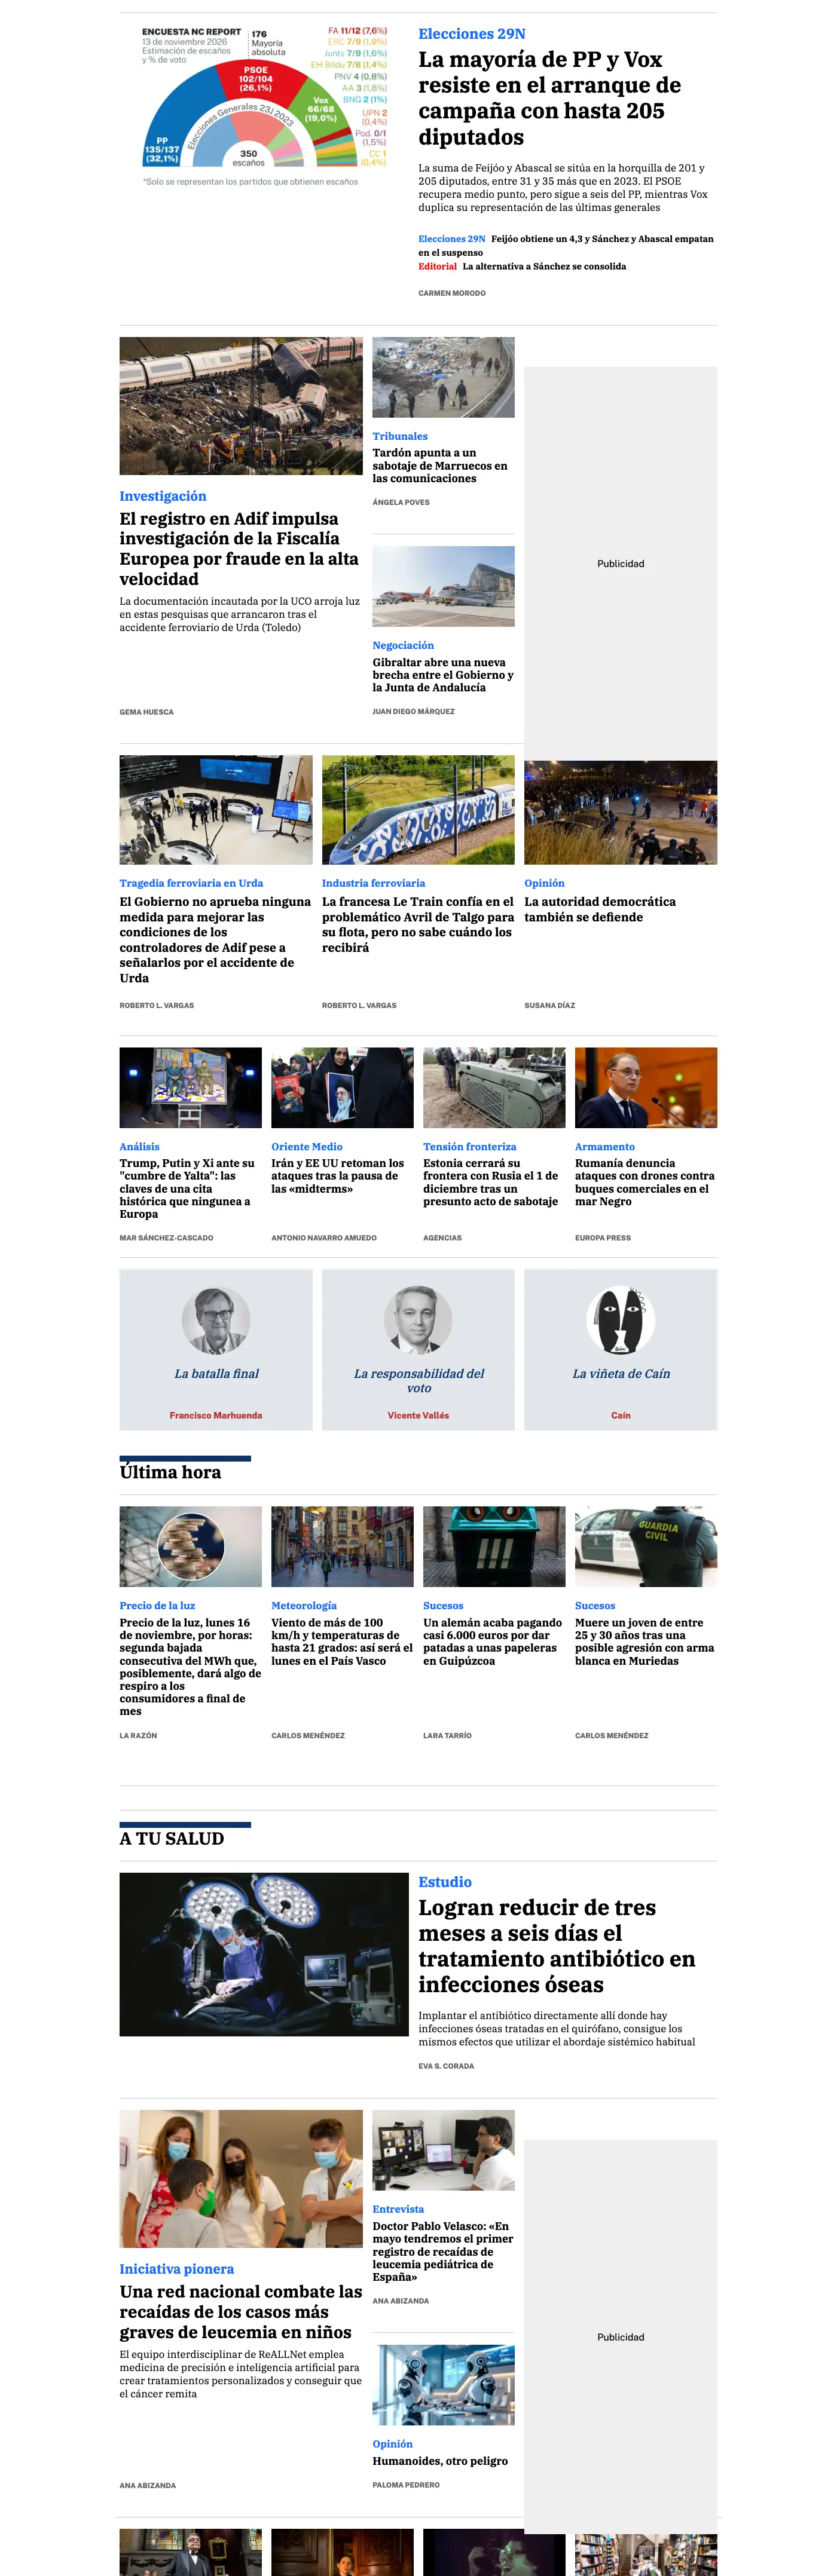 ENCUESTA NC REPORT
13 de noviembre 2026
Estimación de escaños
y % de voto
176
Mayoría
absoluta
FA 11/12 (7,6%)
ERC 7/9 (1,9%)
Junts 7/9 (1,6%)
EH Bildu 7/8 (1,4%)
PNV 4 (0,8%)
AA 3 (1,8%)
BNG 2 (1%)
UPN 2
(0,4%)
Pod. 0/1
(1,5%)
CC 1
(0,4%)
PSOE
102/104
(26,1%)
Vox
66/68
(19,0%)
PP
135/137
(32,1%)
Elecciones Generales 23J 2023
350
escaños
*Solo se representan los partidos que obtienen escaños
Elecciones 29N
La mayoría de PP y Vox
resiste en el arranque de
campaña con hasta 205
diputados
La suma de Feijóo y Abascal se sitúa en la horquilla de 201 y
205 diputados, entre 31 y 35 más que en 2023. El PSOE
recupera medio punto, pero sigue a seis del PP, mientras Vox
duplica su representación de las últimas generales
Elecciones 29N Feijóo obtiene un 4,3 y Sánchez y Abascal empatan
en el suspenso
Editorial La alternativa a Sánchez se consolida
CARMEN MORODO
Investigación
El registro en Adif impulsa
investigación de la Fiscalía
Europea por fraude en la alta
velocidad
La documentación incautada por la UCO arroja luz
en estas pesquisas que arrancaron tras el
accidente ferroviario de Urda (Toledo)
GEMA HUESCA
Tribunales
Tardón apunta a un
sabotaje de Marruecos en
las comunicaciones
ÁNGELA POVES
Negociación
Gibraltar abre una nueva
brecha entre el Gobierno y
la Junta de Andalucía
JUAN DIEGO MÁRQUEZ
Publicidad
Tragedia ferroviaria en Urda
El Gobierno no aprueba ninguna
medida para mejorar las
condiciones de los
controladores de Adif pese a
señalarlos por el accidente de
Urda
ROBERTO L. VARGAS
Industria ferroviaria
La francesa Le Train confía en el
problemático Avril de Talgo para
su flota, pero no sabe cuándo los
recibirá
ROBERTO L. VARGAS
Opinión
La autoridad democrática
también se defiende
SUSANA DÍAZ
Análisis
Trump, Putin y Xi ante su
"cumbre de Yalta": las
claves de una cita
histórica que ningunea a
Europa
MAR SÁNCHEZ-CASCADO
Oriente Medio
Irán y EE UU retoman los
ataques tras la pausa de
las «midterms»
ANTONIO NAVARRO AMUEDO
Tensión fronteriza
Estonia cerrará su
frontera con Rusia el 1 de
diciembre tras un
presunto acto de sabotaje
AGENCIAS
Armamento
Rumanía denuncia
ataques con drones contra
buques comerciales en el
mar Negro
EUROPA PRESS
La batalla final
Francisco Marhuenda
La responsabilidad del
voto
Vicente Vallés
La viñeta de Caín
Caín
Última hora
Precio de la luz
Precio de la luz, lunes 16
de noviembre, por horas:
segunda bajada
consecutiva del MWh que,
posiblemente, dará algo de
respiro a los
consumidores a final de
mes
LA RAZÓN
Meteorología
Viento de más de 100
km/h y temperaturas de
hasta 21 grados: así será el
lunes en el País Vasco
CARLOS MENÉNDEZ
Sucesos
Un alemán acaba pagando
casi 6.000 euros por dar
patadas a unas papeleras
en Guipúzcoa
LARA TARRÍO
GUARDIA
CIVIL
Sucesos
Muere un joven de entre
25 y 30 años tras una
posible agresión con arma
blanca en Muriedas
CARLOS MENÉNDEZ
A TU SALUD
Estudio
Logran reducir de tres
meses a seis días el
tratamiento antibiótico en
infecciones óseas
Implantar el antibiótico directamente allí donde hay
infecciones óseas tratadas en el quirófano, consigue los
mismos efectos que utilizar el abordaje sistémico habitual
EVA S. CORADA
Iniciativa pionera
Una red nacional combate las
recaídas de los casos más
graves de leucemia en niños
El equipo interdisciplinar de ReALLNet emplea
medicina de precisión e inteligencia artificial para
crear tratamientos personalizados y conseguir que
el cáncer remita
ANA ABIZANDA
Entrevista
Doctor Pablo Velasco: «En
mayo tendremos el primer
registro de recaídas de
leucemia pediátrica de
España»
ANA ABIZANDA
Opinión
Humanoides, otro peligro
PALOMA PEDRERO
Publicidad